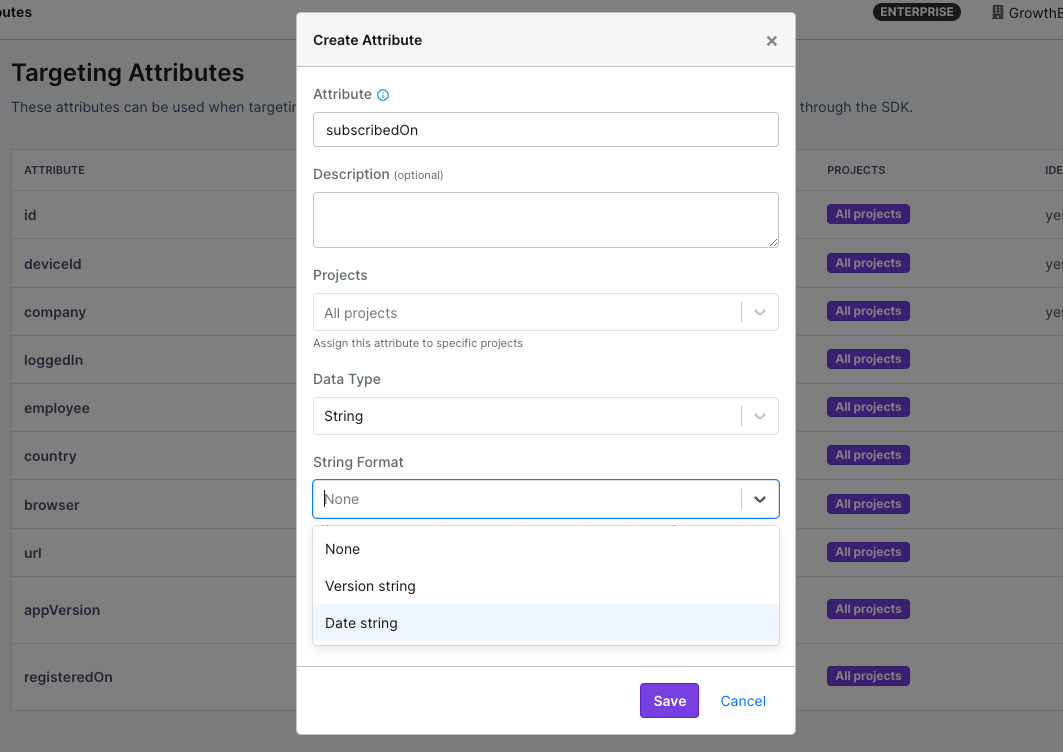 butes
ENTERPRISE
GrowthB
Create Attribute
×
Targeting Attributes
These attributes can be used when targetin
through the SDK.
ATTRIBUTE
PROJECTS
IDE
id
All projects
yes
deviceId
All projects
yes
company
All projects
yes
loggedIn
All projects
employee
All projects
country
All projects
browser
All projects
url
All projects
appVersion
All projects
registeredOn
All projects
Attribute
subscribedOn
Description (optional)
Projects
All projects
Assign this attribute to specific projects
Data Type
String
String Format
None
None
Version string
Date string
Save
Cancel